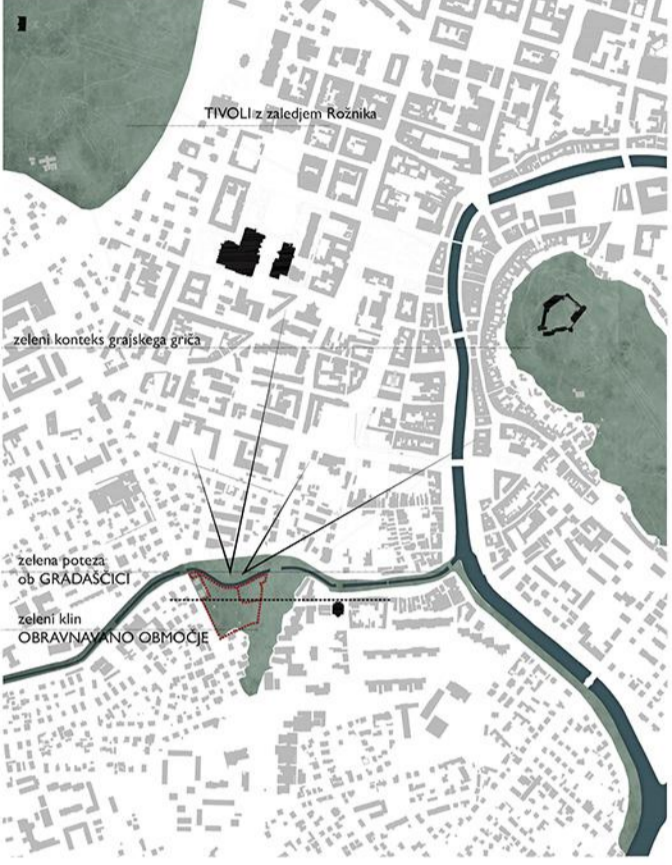 TIVOLI z zaledjem Rožnika
zeleni konteks grajskega griča
zelena poteza
ob GRADAŠČICI
zeleni klin
OBRAVNAVANO OBMOČJE